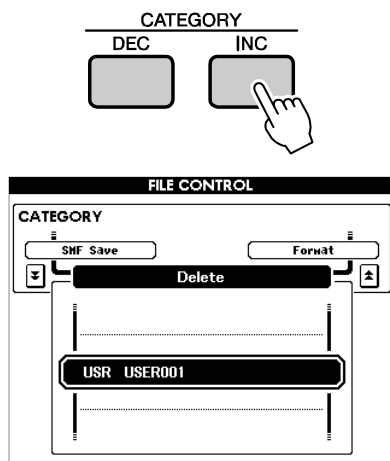 CATEGORY
DEC INC
FILE CONTROL
CATEGORY
SMF Save Format
Delete
USR USER001